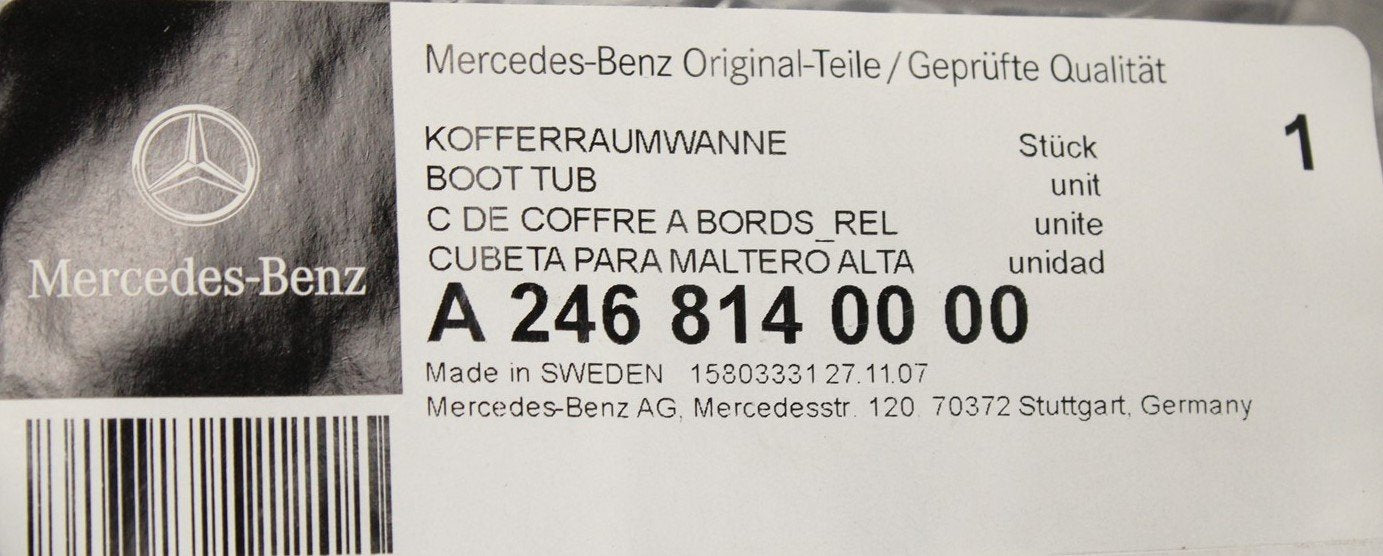 Mercedes-Benz
Mercedes-Benz Original-Teile / Geprüfte Qualität
KOFFERRAUMWANNE Stück 1
BOOT TUB unit
C DE COFFRE A BORDS_REL unite
CUBETA PARA MALTERO ALTA unidad
A 246 814 00 00
Made in SWEDEN 15803331 27.11.07
Mercedes-Benz AG, Mercedesstr. 120, 70372 Stuttgart, Germany